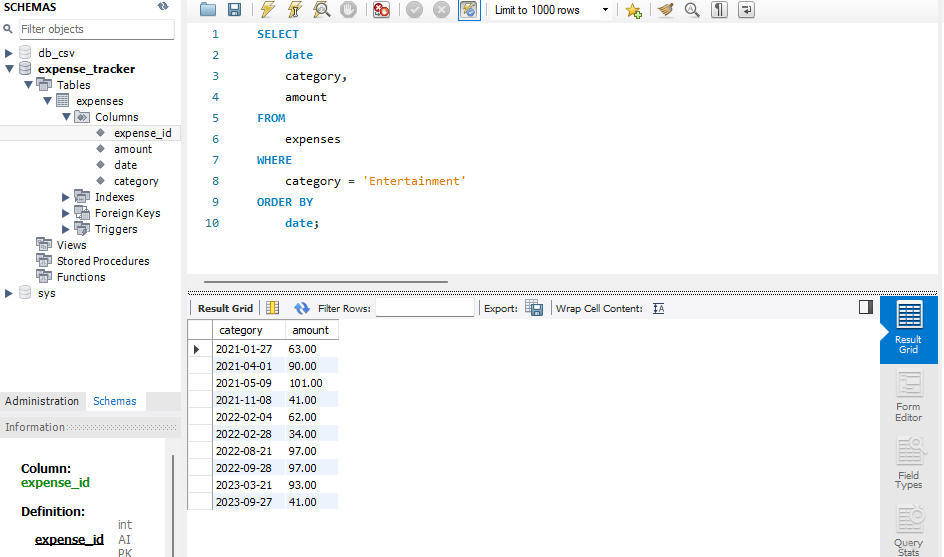 SCHEMAS
Filter objects
db_csv
expense_tracker
Tables
expenses
Columns
expense_id
amount
date
category
Indexes
Foreign Keys
Triggers
Views
Stored Procedures
Functions
sys
Administration Schemas
Information
Column:
expense_id
Definition:
expense_id int
AI
PK
Limit to 1000 rows
1 SELECT
2 date
3 category,
4 amount
5 FROM
6 expenses
7 WHERE
8 category = 'Entertainment'
9 ORDER BY
10 date;
Result Grid Filter Rows: Export: Wrap Cell Content:
category amount
2021-01-27 63.00
2021-04-01 90.00
2021-05-09 101.00
2021-11-08 41.00
2022-02-04 62.00
2022-02-28 34.00
2022-08-21 97.00
2022-09-28 97.00
2023-03-21 93.00
2023-09-27 41.00
Result
Grid
Form
Editor
Field
Types
Query
Stats